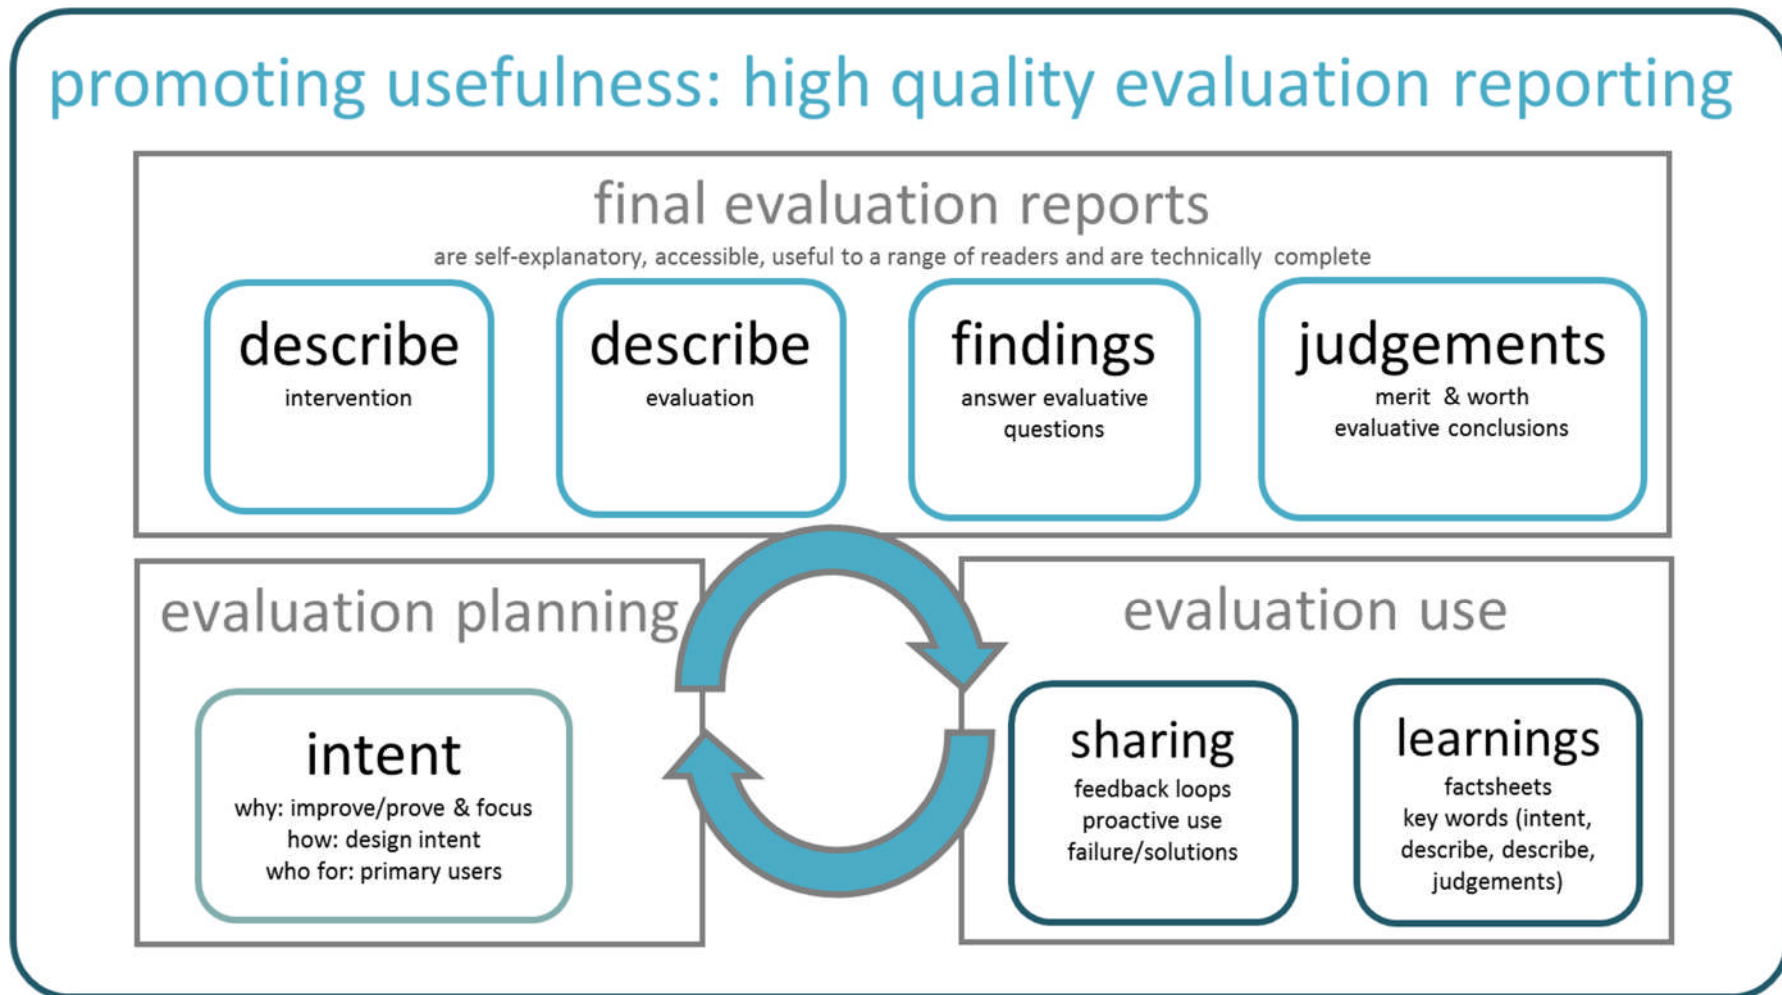 promoting usefulness: high quality evaluation reporting
final evaluation reports
are self-explanatory, accessible, useful to a range of readers and are technically complete
describe
intervention
describe
evaluation
findings
answer evaluative
questions
judgements
merit & worth
evaluative conclusions
evaluation planning
intent
why: improve/prove & focus
how: design intent
who for: primary users
evaluation use
sharing
feedback loops
proactive use
failure/solutions
learnings
factsheets
key words (intent,
describe, describe,
judgements)